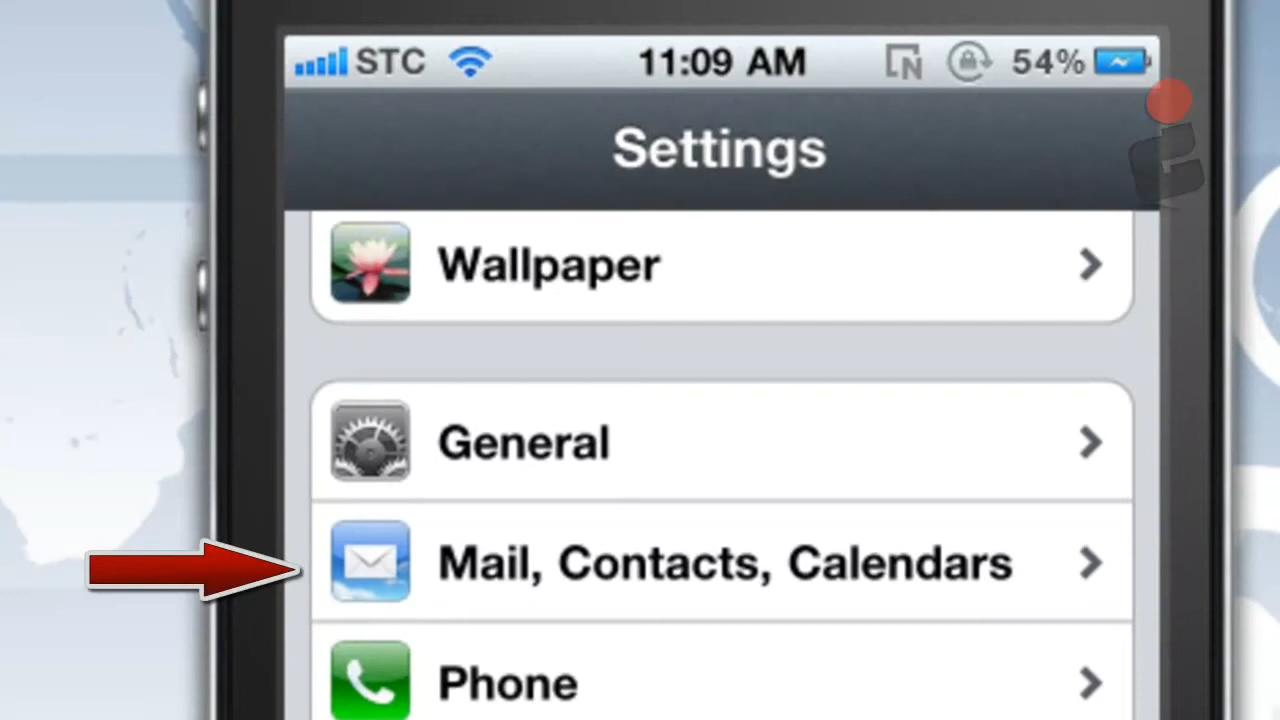 STC 11:09 AM 54%
Settings
Wallpaper
General
Mail, Contacts, Calendars
Phone